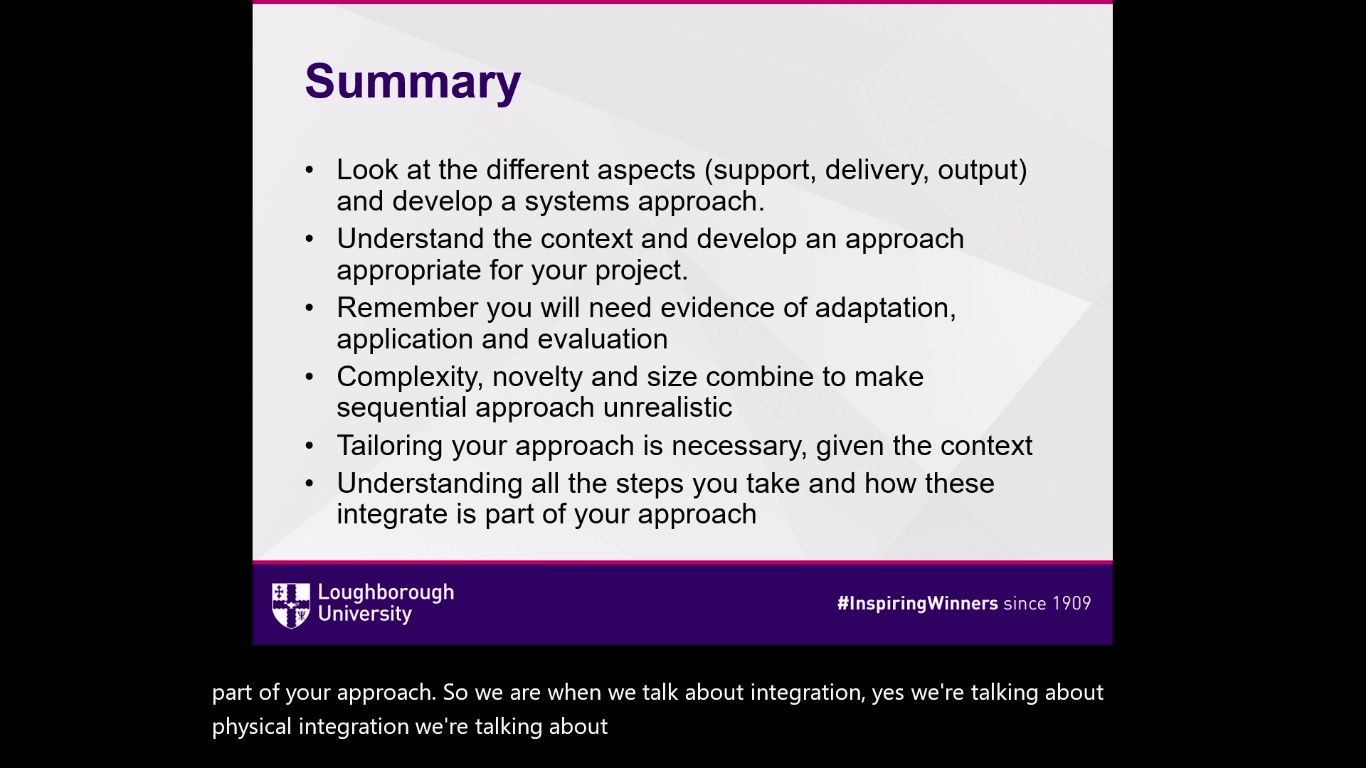 Summary
• Look at the different aspects (support, delivery, output)
and develop a systems approach.
• Understand the context and develop an approach
appropriate for your project.
• Remember you will need evidence of adaptation,
application and evaluation
• Complexity, novelty and size combine to make
sequential approach unrealistic
• Tailoring your approach is necessary, given the context
• Understanding all the steps you take and how these
integrate is part of your approach
Loughborough
University
#InspiringWinners since 1909
part of your approach. So we are when we talk about integration, yes we're talking about
physical integration we're talking about